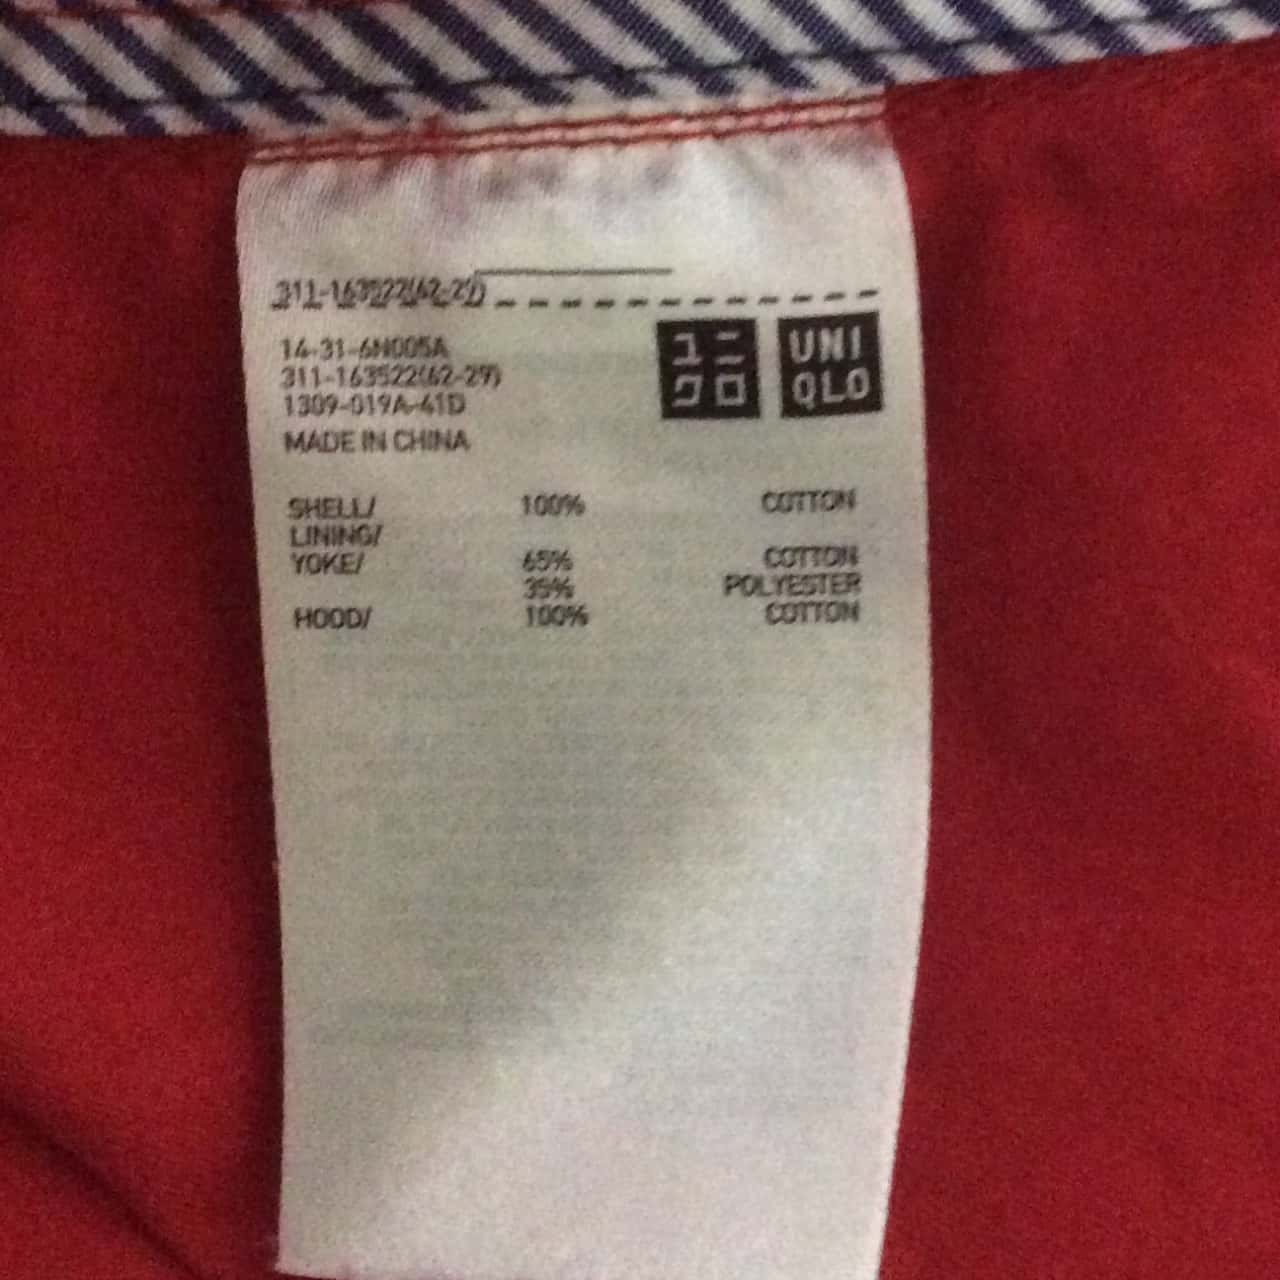 311-163522(62-29)
ユニ
クロ
UNI
QLO
14-31-6N005A
311-163522(62-29)
1309-019A-41D
MADE IN CHINA
SHELL/ 100% COTTON
LINING/
YOKE/ 65% COTTON
35% POLYESTER
HOOD/ 100% COTTON